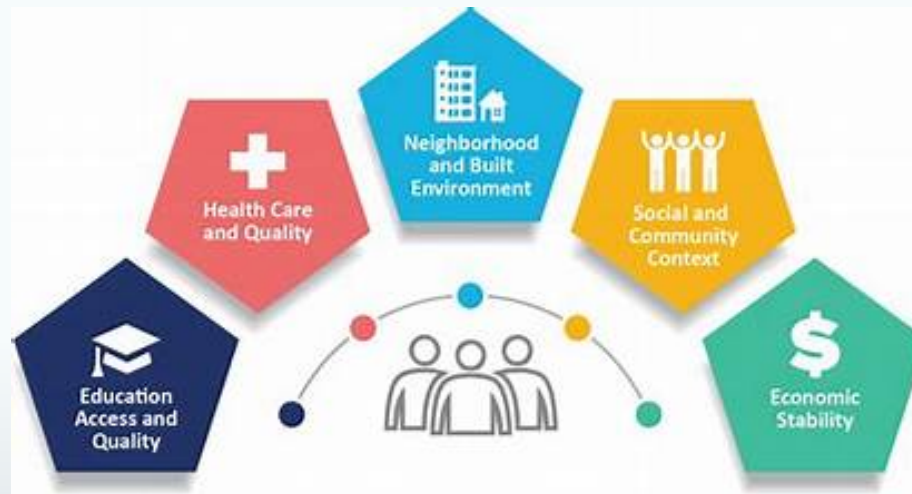 Education
Access and
Quality
Health Care
and Quality
Neighborhood
and Built
Environment
Social and
Community
Context
$
Economic
Stability